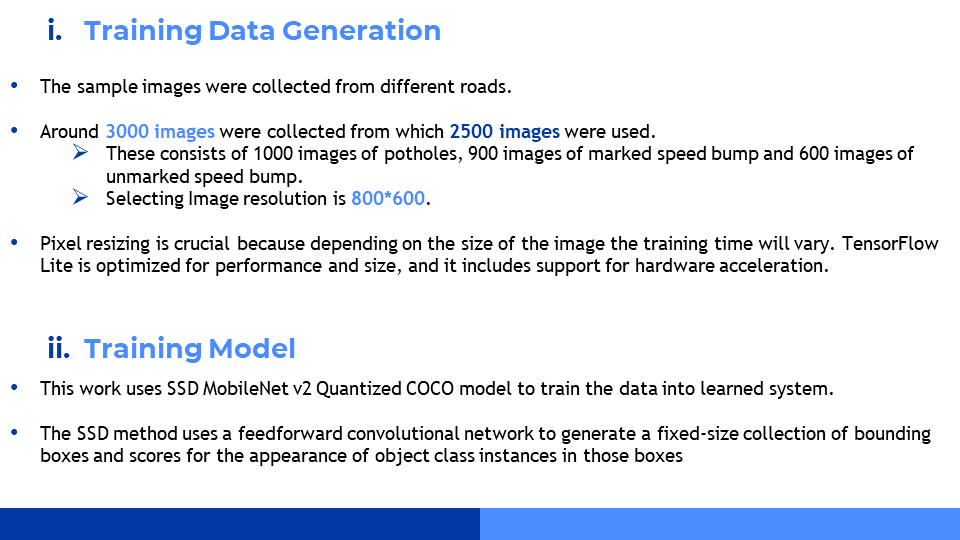 i. Training Data Generation
• The sample images were collected from different roads.
• Around 3000 images were collected from which 2500 images were used.
➢ These consists of 1000 images of potholes, 900 images of marked speed bump and 600 images of
unmarked speed bump.
➢ Selecting Image resolution is 800*600.
• Pixel resizing is crucial because depending on the size of the image the training time will vary. TensorFlow
Lite is optimized for performance and size, and it includes support for hardware acceleration.
ii. Training Model
• This work uses SSD MobileNet v2 Quantized COCO model to train the data into learned system.
• The SSD method uses a feedforward convolutional network to generate a fixed-size collection of bounding
boxes and scores for the appearance of object class instances in those boxes